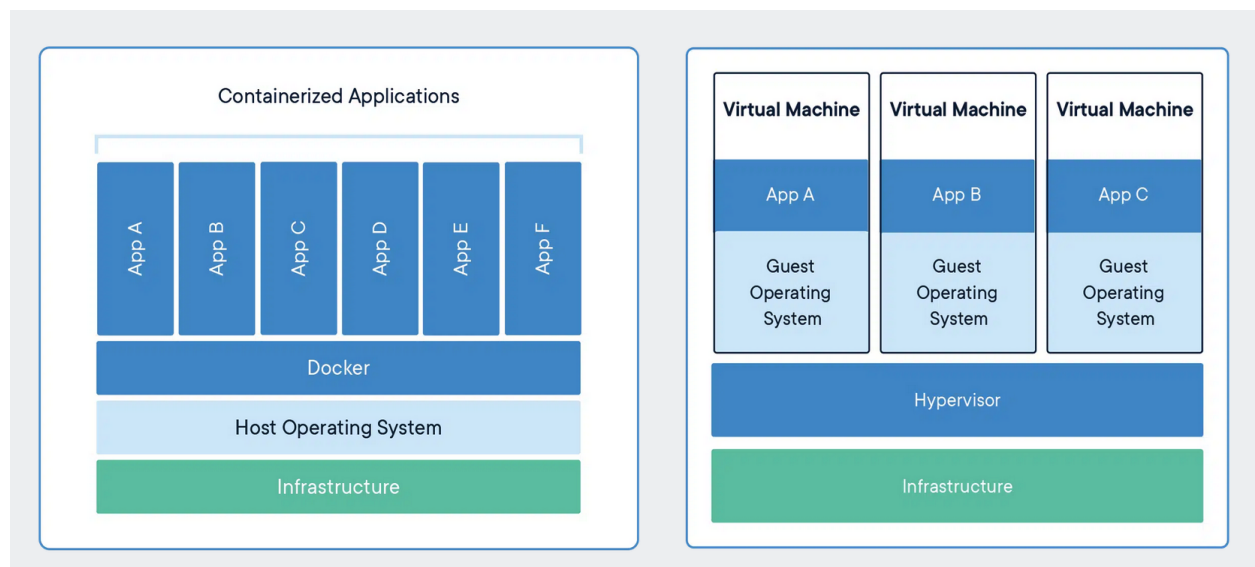 Containerized Applications
App A
App B
App C
App D
App E
App F
Docker
Host Operating System
Infrastructure
Virtual Machine
App A
Guest
Operating
System
Virtual Machine
App B
Guest
Operating
System
Virtual Machine
App C
Guest
Operating
System
Hypervisor
Infrastructure